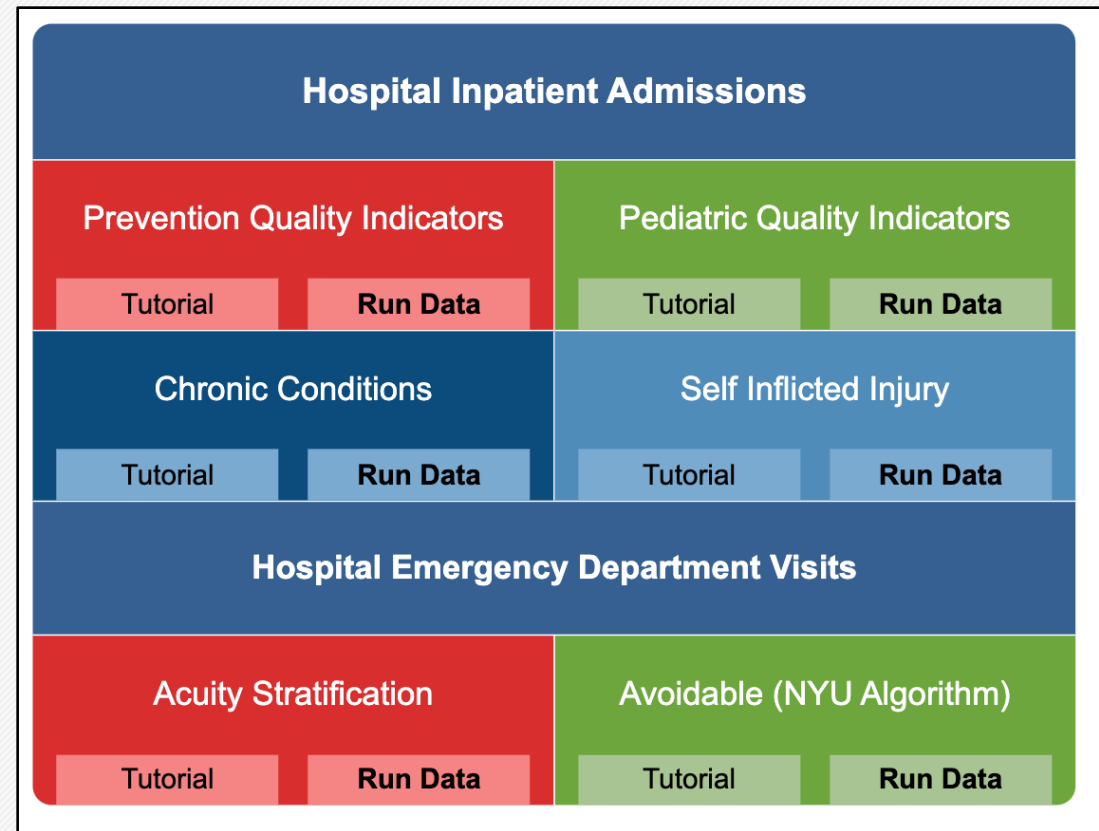 Hospital Inpatient Admissions
Prevention Quality Indicators
Pediatric Quality Indicators
Tutorial
Run Data
Tutorial
Run Data
Chronic Conditions
Self Inflicted Injury
Tutorial
Run Data
Tutorial
Run Data
Hospital Emergency Department Visits
Acuity Stratification
Avoidable (NYU Algorithm)
Tutorial
Run Data
Tutorial
Run Data